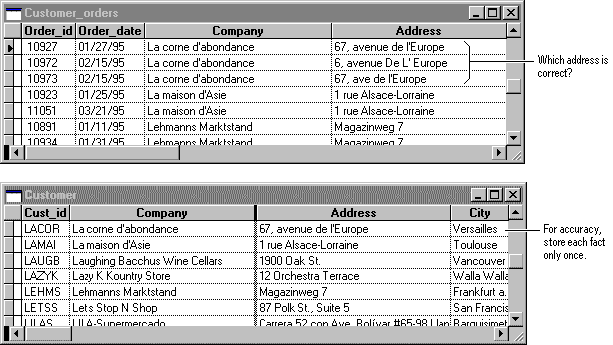 Customer_orders
Order_id Order_date Company Address
10927 01/27/95 La corne d'abondance 67, avenue de l'Europe
10972 02/15/95 La corne d'abondance 6, avenue De L' Europe
10973 02/15/95 La corne d'abondance 67, ave de l'Europe
10923 01/25/95 La maison d'Asie 1 rue Alsace-Lorraine
11051 03/21/95 La maison d'Asie 1 rue Alsace-Lorraine
10891 01/11/95 Lehmanns Marktstand Magazinweg 7
10934 01/31/95 Lehmanns Marktstand Magazinweg 7
Which address is
correct?
Customer
Cust_id Company Address City
LACOR La corne d'abondance 67, avenue de l'Europe Versailles
LAMAI La maison d'Asie 1 rue Alsace-Lorraine Toulouse
LAUGB Laughing Bacchus Wine Cellars 1900 Oak St. Vancouver
LAZYK Lazy K Kountry Store 12 Orchestra Terrace Walla Walla
LEHMS Lehmanns Marktstand Magazinweg 7 Frankfurt a.
LETSS Lets Stop N Shop 87 Polk St., Suite 5 San Francis
LILAS LILA-Supermercado Carrera 52 con Ave. Bolívar #65-98 Llan Barquisimet
For accuracy,
store each fact
only once.